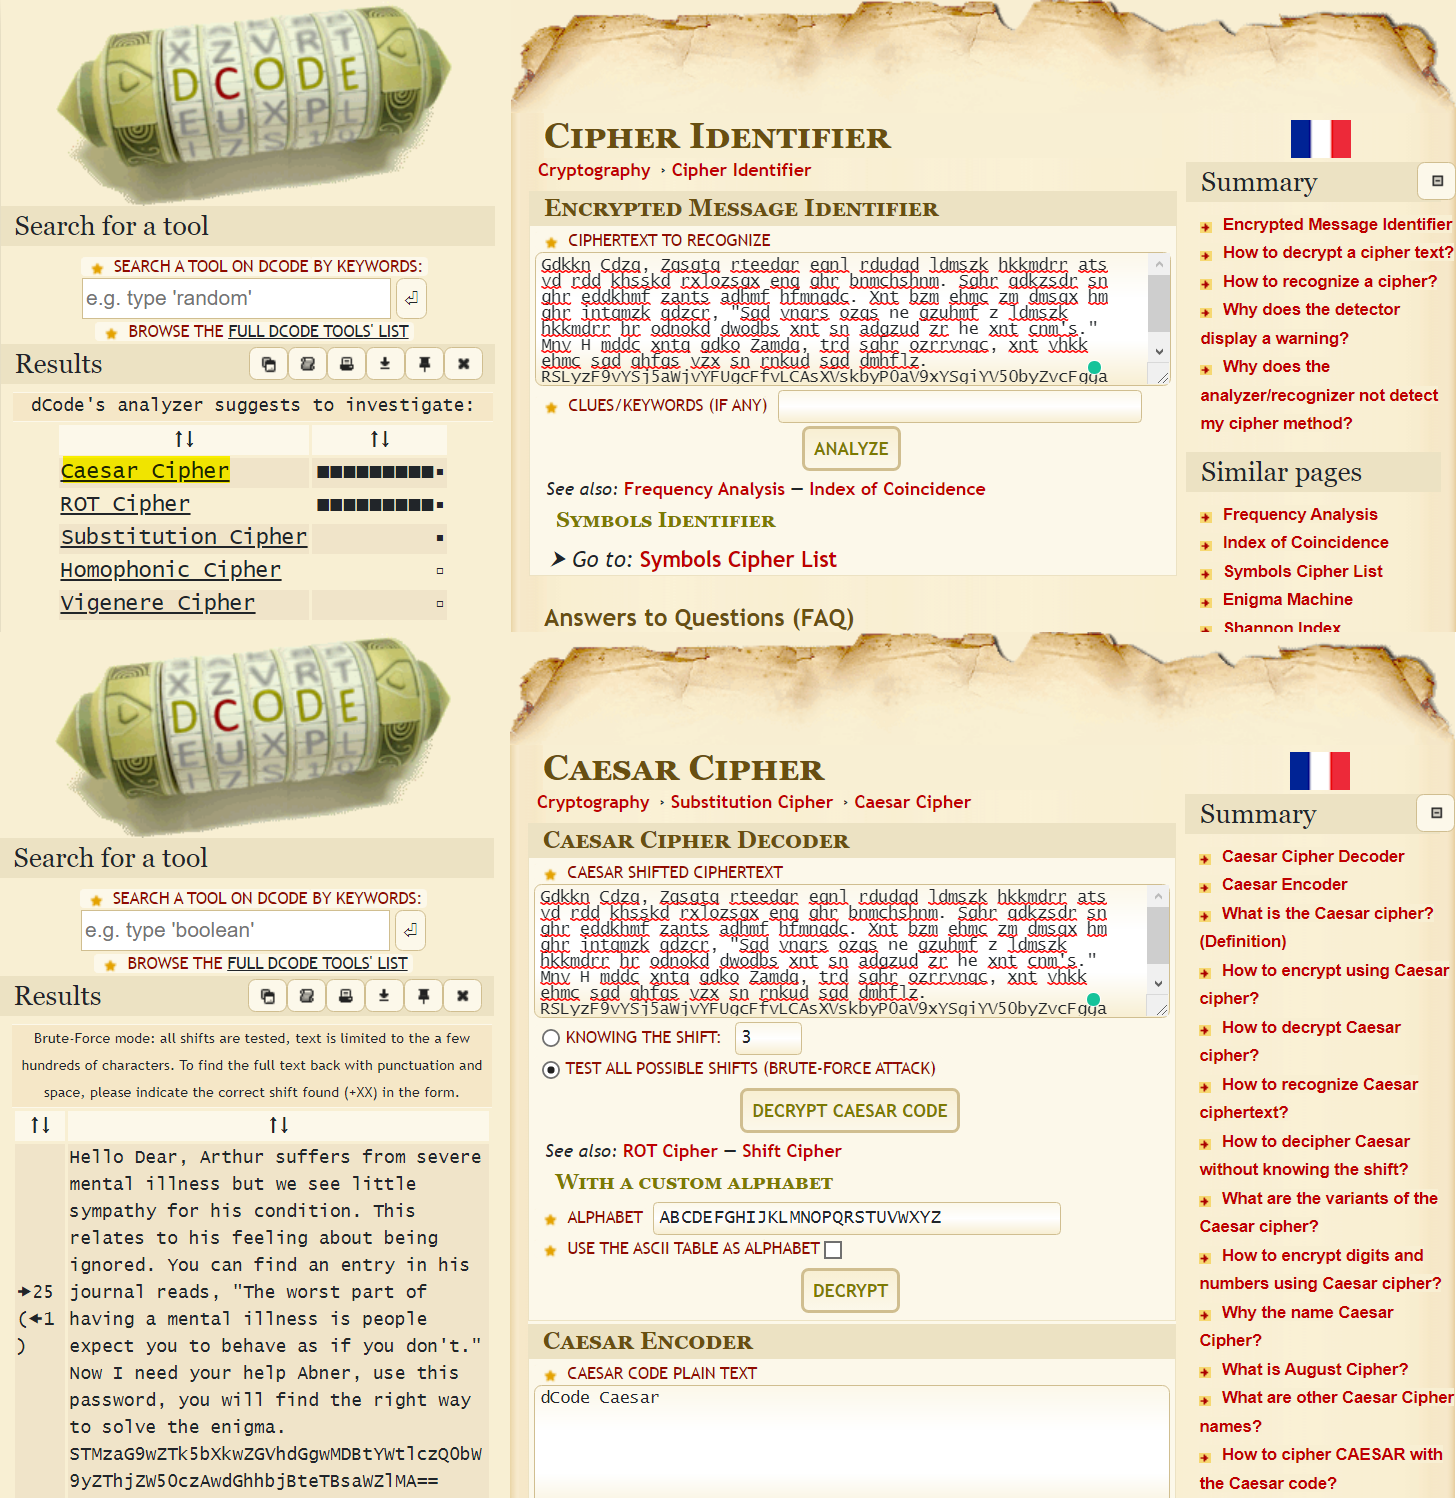 X Z V R T
D C O D E
E U X P L
Cipher Identifier
Cryptography › Cipher Identifier
Search for a tool
SEARCH A TOOL ON DCODE BY KEYWORDS:
e.g. type 'random'
BROWSE THE FULL DCODE TOOLS' LIST
Results
dCode's analyzer suggests to investigate:
↑↓ ↑↓
Caesar Cipher ■■■■■■■■■▪
ROT Cipher ■■■■■■■■■▪
Substitution Cipher ▪
Homophonic Cipher ▫
Vigenere Cipher ▫
Encrypted Message Identifier
CIPHERTEXT TO RECOGNIZE
Gdkkn Cdzq, Zqsgtq rteedqr eqnl rdudqd ldmszk hkkmdrr ats
vd rdd khsskd rxlozsgx enq ghr bnmchshnm. Sghr qdkzsdr sn
ghr eddkhmf zants adhmf hfmnqdc. Xnt bzm ehmc zm dmsqx hm
ghr intqmzk qdzcr, "Sgd vnqrs ozqs ne gzuhmf z ldmszk
hkkmdrr hr odnokd dwodbs xnt sn adgzud zr he xnt cnm's."
Mnv H mddc xntq gdko Zamdq, trd sghr ozrrvnqc, xnt vhkk
ehmc sgd qhfgs vzx sn rnkud sgd dmhflz.
RSLyzF9vYSj5aWjvYFUgcFfvLCAsXVskbyP0aV9xYSgiYV50byZvcFgga
CLUES/KEYWORDS (IF ANY)
ANALYZE
See also: Frequency Analysis — Index of Coincidence
Symbols Identifier
➤ Go to: Symbols Cipher List
Answers to Questions (FAQ)
Summary
Encrypted Message Identifier
How to decrypt a cipher text?
How to recognize a cipher?
Why does the detector
display a warning?
Why does the
analyzer/recognizer not detect
my cipher method?
Similar pages
Frequency Analysis
Index of Coincidence
Symbols Cipher List
Enigma Machine
Shannon Index
X Z V R T
D C O D E
E U X P L
Caesar Cipher
Cryptography › Substitution Cipher › Caesar Cipher
Search for a tool
SEARCH A TOOL ON DCODE BY KEYWORDS:
e.g. type 'boolean'
BROWSE THE FULL DCODE TOOLS' LIST
Results
Brute-Force mode: all shifts are tested, text is limited to the a few
hundreds of characters. To find the full text back with punctuation and
space, please indicate the correct shift found (+XX) in the form.
↑↓ ↑↓
➔25
(←1
)
Hello Dear, Arthur suffers from severe
mental illness but we see little
sympathy for his condition. This
relates to his feeling about being
ignored. You can find an entry in his
journal reads, "The worst part of
having a mental illness is people
expect you to behave as if you don't."
Now I need your help Abner, use this
password, you will find the right way
to solve the enigma.
STMzaG9wZTk5bXkwZGVhdGgwMDBtYWtlczQ0bW
9yZThjZW50czAwdGhhbjBteTBsaWZlMA==
Caesar Cipher Decoder
CAESAR SHIFTED CIPHERTEXT
Gdkkn Cdzq, Zqsgtq rteedqr eqnl rdudqd ldmszk hkkmdrr ats
vd rdd khsskd rxlozsgx enq ghr bnmchshnm. Sghr qdkzsdr sn
ghr eddkhmf zants adhmf hfmnqdc. Xnt bzm ehmc zm dmsqx hm
ghr intqmzk qdzcr, "Sgd vnqrs ozqs ne gzuhmf z ldmszk
hkkmdrr hr odnokd dwodbs xnt sn adgzud zr he xnt cnm's."
Mnv H mddc xntq gdko Zamdq, trd sghr ozrrvnqc, xnt vhkk
ehmc sgd qhfgs vzx sn rnkud sgd dmhflz.
RSLyzF9vYSj5aWjvYFUgcFfvLCAsXVskbyP0aV9xYSgiYV50byZvcFgga
KNOWING THE SHIFT: 3
TEST ALL POSSIBLE SHIFTS (BRUTE-FORCE ATTACK)
DECRYPT CAESAR CODE
See also: ROT Cipher — Shift Cipher
With a custom alphabet
ALPHABET ABCDEFGHIJKLMNOPQRSTUVWXYZ
USE THE ASCII TABLE AS ALPHABET
DECRYPT
Caesar Encoder
CAESAR CODE PLAIN TEXT
dCode Caesar
Summary
Caesar Cipher Decoder
Caesar Encoder
What is the Caesar cipher?
(Definition)
How to encrypt using Caesar
cipher?
How to decrypt Caesar
cipher?
How to recognize Caesar
ciphertext?
How to decipher Caesar
without knowing the shift?
What are the variants of the
Caesar cipher?
How to encrypt digits and
numbers using Caesar cipher?
Why the name Caesar
Cipher?
What is August Cipher?
What are other Caesar Cipher
names?
How to cipher CAESAR with
the Caesar code?